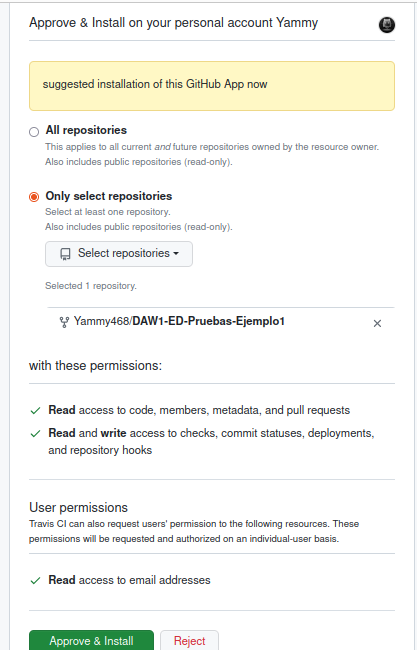 Approve & Install on your personal account Yammy
suggested installation of this GitHub App now
All repositories
This applies to all current and future repositories owned by the resource owner.
Also includes public repositories (read-only).
Only select repositories
Select at least one repository.
Also includes public repositories (read-only).
Select repositories
Selected 1 repository.
Yammy468/DAW1-ED-Pruebas-Ejemplo1
with these permissions:
Read access to code, members, metadata, and pull requests
Read and write access to checks, commit statuses, deployments,
and repository hooks
User permissions
Travis CI can also request users' permission to the following resources. These
permissions will be requested and authorized on an individual-user basis.
Read access to email addresses
Approve & Install Reject